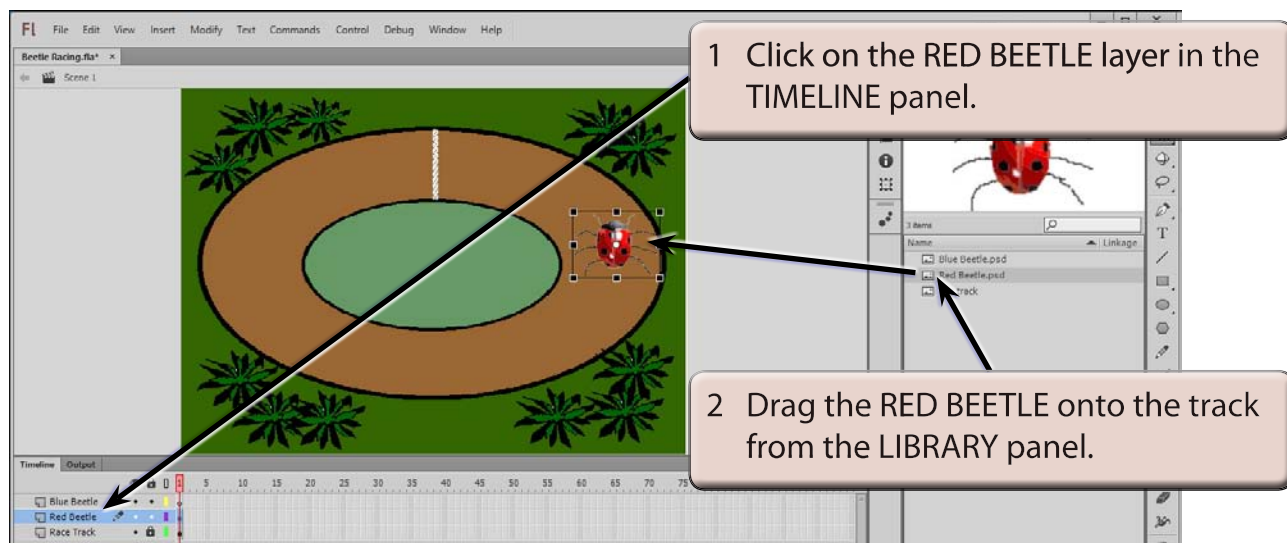 Fl File Edit View Insert Modify Text Commands Control Debug Window Help
Beetle Racing.fla* ×
Scene 1
1 Click on the RED BEETLE layer in the
TIMELINE panel.
3 items
Name Linkage
Blue Beetle.psd
Red Beetle.psd
track
2 Drag the RED BEETLE onto the track
from the LIBRARY panel.
Timeline Output
1 5 10 15 20 25 30 35 40 45 50 55 60 65 70 75
Blue Beetle
Red Beetle
Race Track